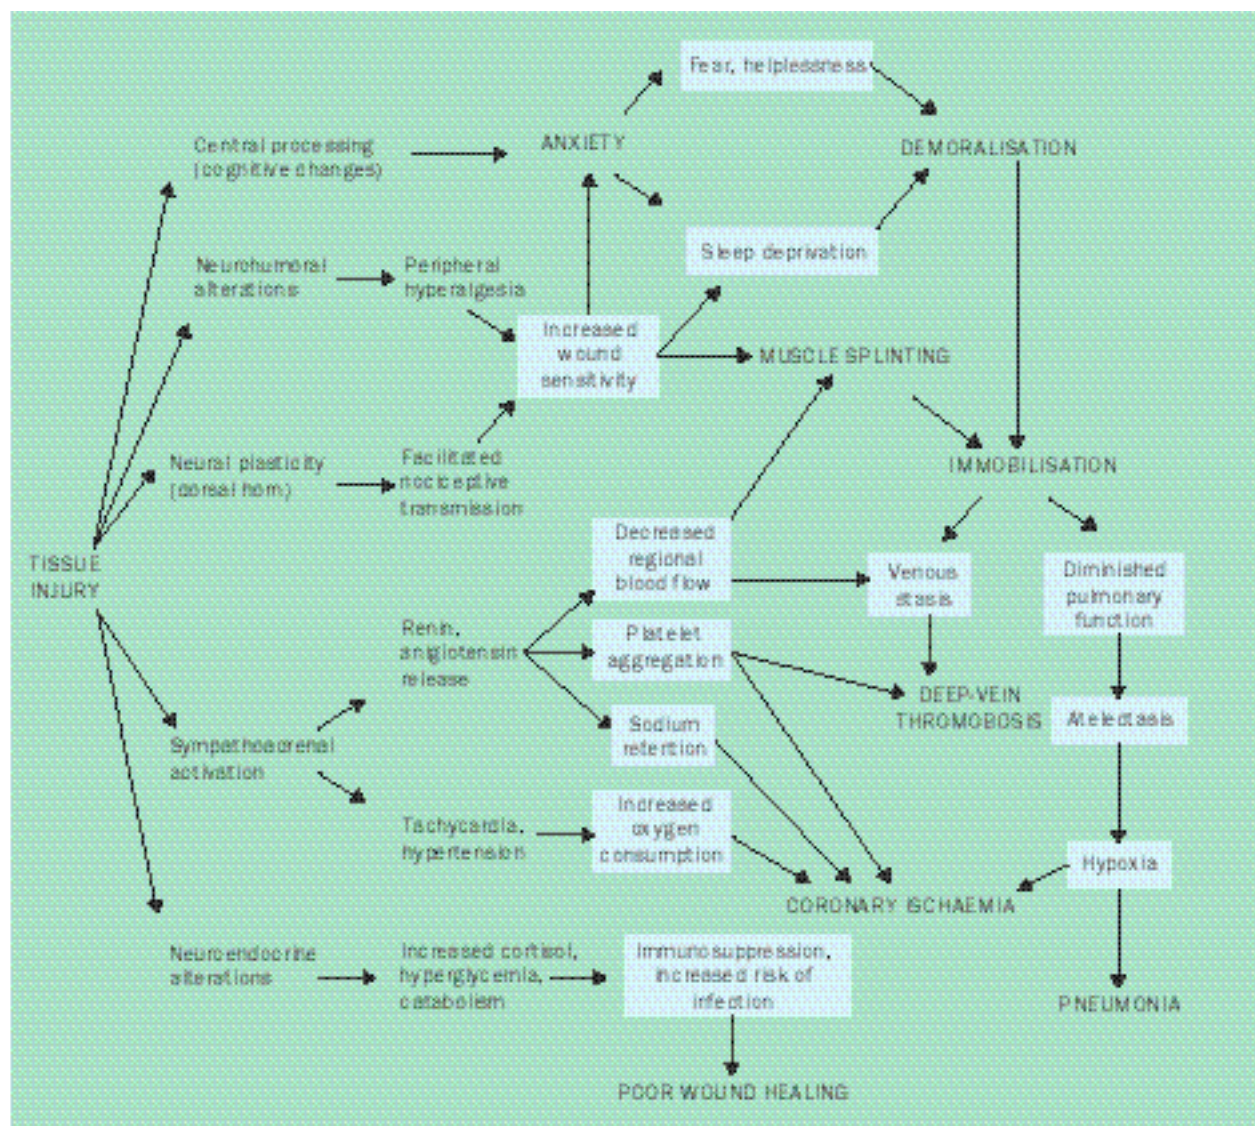 Fear, helplessness
Central processing
(cognitive changes)
ANXIETY
DEMORALISATION
Neurohumoral
alterations
Peripheral
hyperalgesia
Sleep deprivation
Increased
wound
sensitivity
MUSCLE SPLINTING
Neural plasticity
(dorsal horn.)
Facilitated
nociceptive
transmission
IMMOBILISATION
TISSUE
INJURY
Decreased
regional
blood flow
Venous
stasis
Diminished
pulmonary
function
Renin,
angiotensin
release
Platelet
aggregation
DEEP-VEIN
THROMOBOSIS
Atelectasis
Sympathoadrenal
activation
Sodium
retention
Tachycardia,
hypertension
Increased
oxygen
consumption
Hypoxia
CORONARY ISCHAEMIA
Neuroendocrine
alterations
Increased cortisol,
hyperglycemia,
catabolism
Immunosuppression,
increased risk of
infection
PNEUMONIA
POOR WOUND HEALING